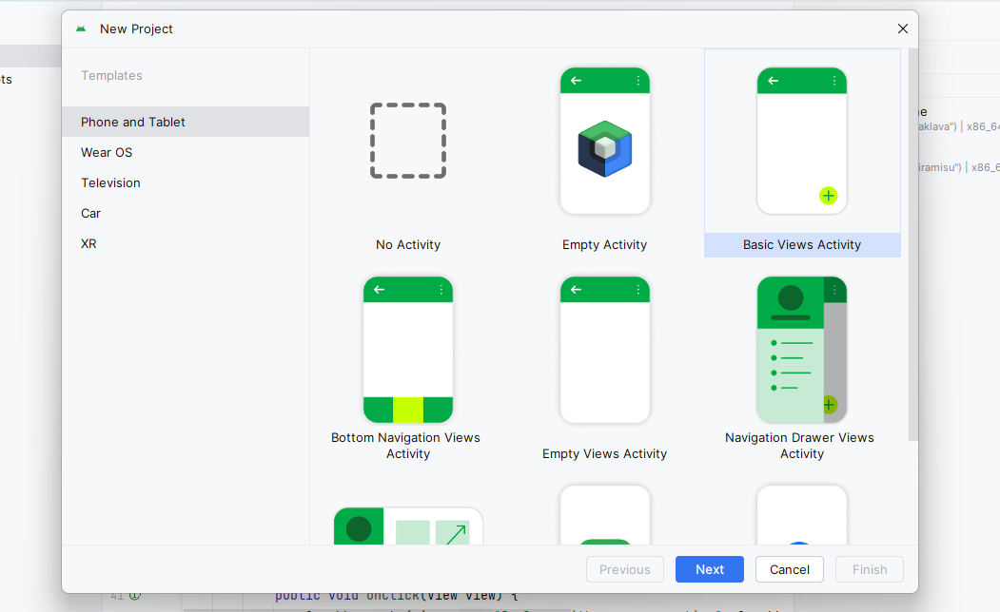 New Project
Templates
Phone and Tablet
Wear OS
Television
Car
XR
No Activity
Empty Activity
Basic Views Activity
Bottom Navigation Views
Activity
Empty Views Activity
Navigation Drawer Views
Activity
Previous
Next
Cancel
Finish
ts
ne
aklava") | x86_64
iramisu") | x86_6
41
public void onClick(View view) {